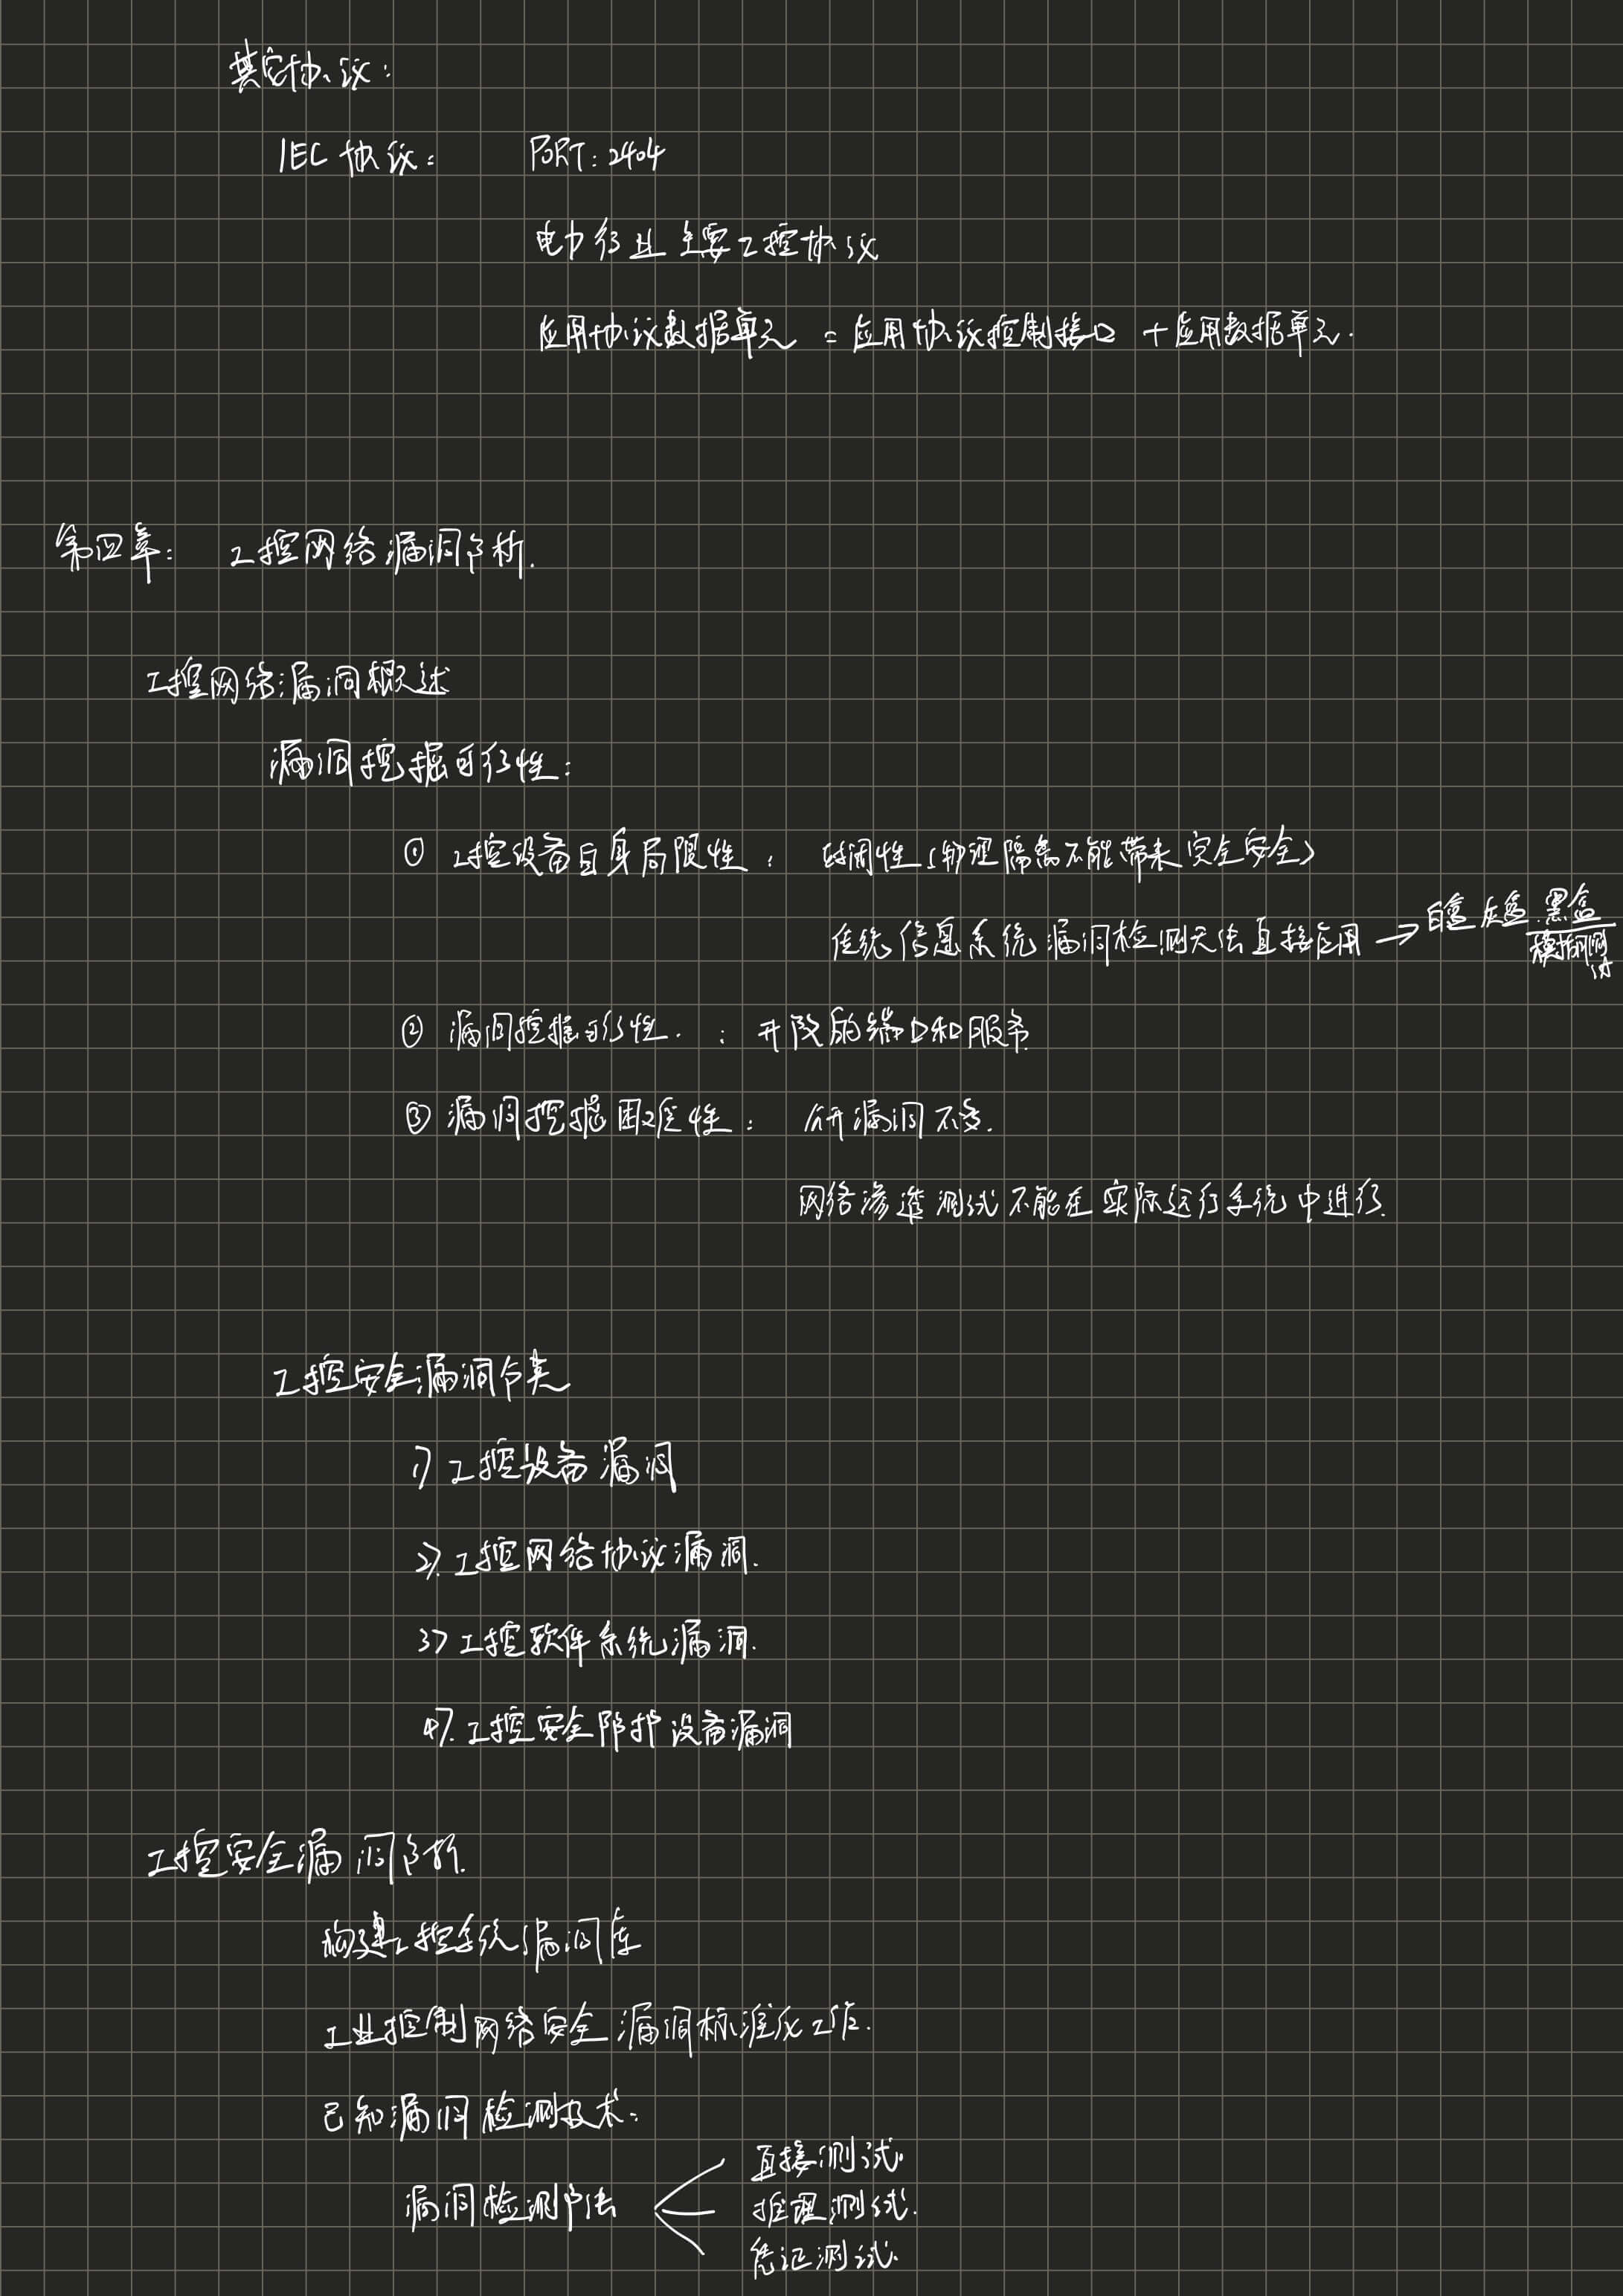 其它协议：
IEC 协议： PORT：2404
电力行业主要工控协议
应用协议数据单元 = 应用协议控制接口 + 应用数据单元.
第四章： 工控网络漏洞分析.
工控网络漏洞概述
漏洞挖掘可行性：
① 工控设备自身局限性： 封闭性（物理隔离不能带来完全安全）
传统信息系统漏洞检测无法直接应用 → 白盒 灰盒 黑盒
② 漏洞挖掘可行性.： 开放的端口和服务
③ 漏洞挖掘困难性： 公开漏洞不多.
网络渗透测试不能在实际运行系统中进行.
工控安全漏洞分类
1) 工控设备漏洞
2). 工控网络协议漏洞.
3) 工控软件系统漏洞.
4). 工控安全防护设备漏洞
工控安全漏洞分析.
构建工控系统漏洞库
工业控制网络安全漏洞标准化工作.
已知漏洞检测技术：
直接测试.
漏洞检测方法
推理测试.
凭证测试.